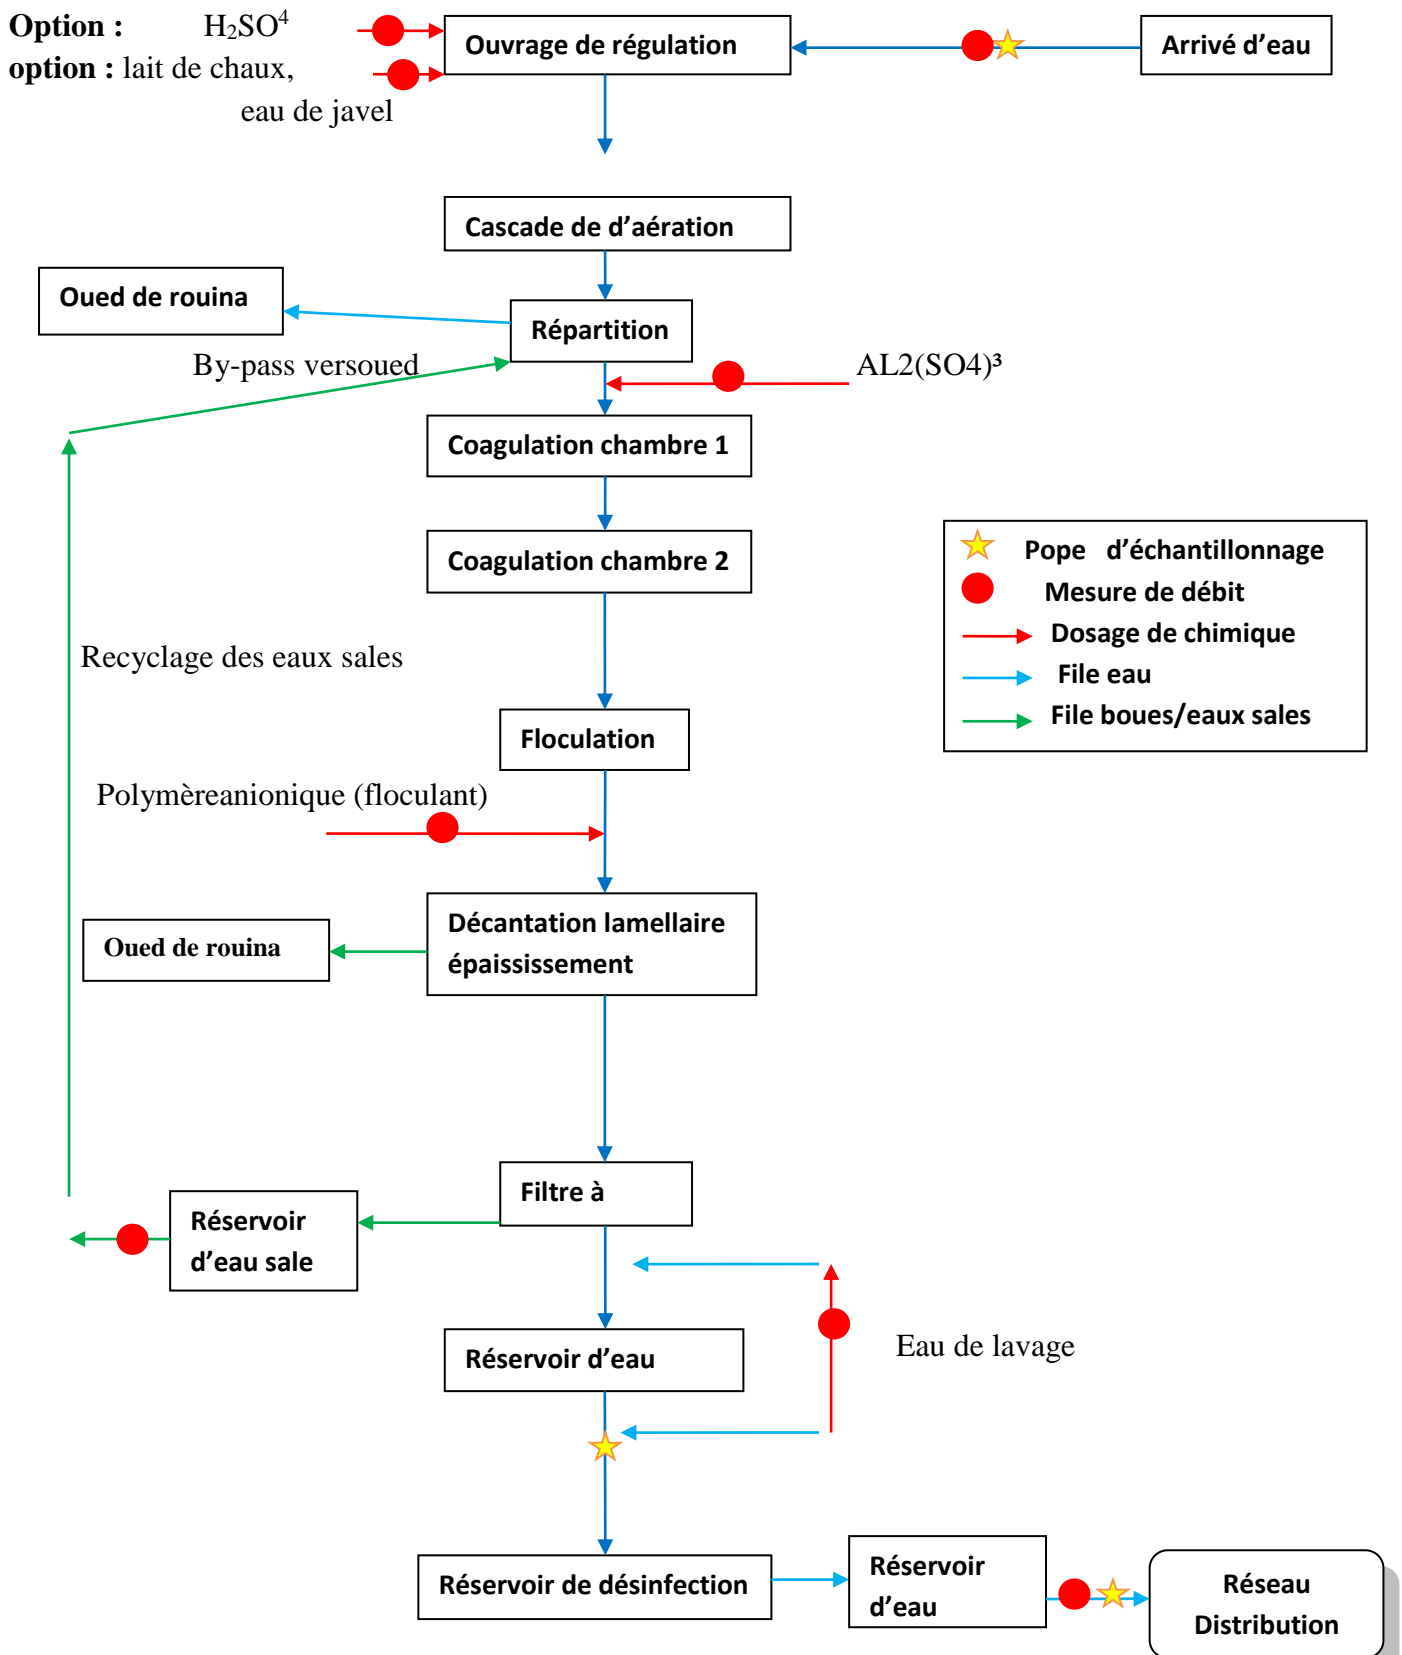 Option : H₂SO⁴
option : lait de chaux,
eau de javel
Ouvrage de régulation
Arrivé d'eau
Cascade de d'aération
Oued de rouina
Répartition
By-pass versoued
AL2(SO4)³
Coagulation chambre 1
Coagulation chambre 2
Pope d'échantillonnage
Mesure de débit
Dosage de chimique
File eau
File boues/eaux sales
Recyclage des eaux sales
Floculation
Polymèreanionique (floculant)
Décantation lamellaire
épaississement
Oued de rouina
Filtre à
Réservoir
d'eau sale
Réservoir d'eau
Eau de lavage
Réservoir de désinfection
Réservoir
d'eau
Réseau
Distribution